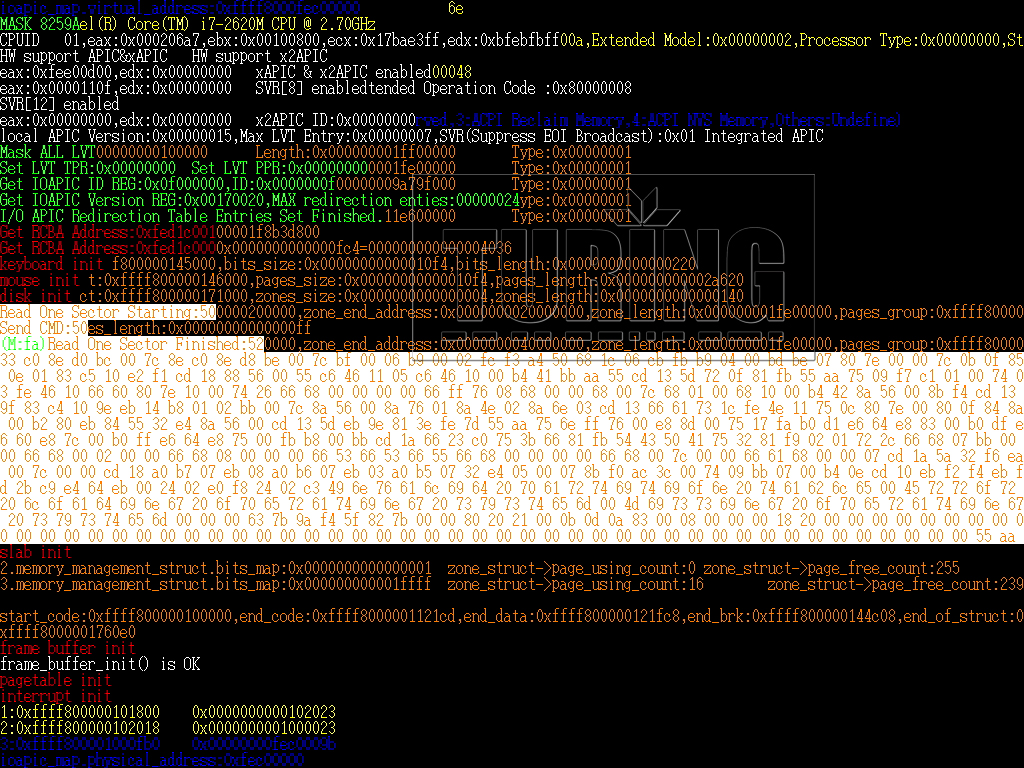 ioapic_map.virtual_address:0xffff8000fec00000 6e
MASK 8259Ael(R) Core(TM) i7-2620M CPU @ 2.70GHz
CPUID 01,eax:0x000206a7,ebx:0x00100800,ecx:0x17bae3ff,edx:0xbfebfbff00a,Extended Model:0x00000002,Processor Type:0x00000000,St
HW support APIC&xAPIC HW support x2APIC
eax:0xfee00d00,edx:0x00000000 xAPIC & x2APIC enabled00048
eax:0x0000110f,edx:0x00000000 SVR[8] enabledtended Operation Code :0x80000008
SVR[12] enabled
eax:0x00000000,edx:0x00000000 x2APIC ID:0x00000000rved,3:ACPI Reclaim Memory,4:ACPI NVS Memory,Others:Undefine)
local APIC Version:0x00000015,Max LVT Entry:0x00000007,SVR(Suppress EOI Broadcast):0x01 Integrated APIC
Mask ALL LVT00000000100000 Length:0x000000001ff00000 Type:0x00000001
Set LVT TPR:0x00000000 Set LVT PPR:0x000000000001fe00000 Type:0x00000001
Get IOAPIC ID REG:0x0f000000,ID:0x0000000f00000009a79f000 Type:0x00000001
Get IOAPIC Version REG:0x00170020,MAX redirection enties:00000024ype:0x00000001
I/O APIC Redirection Table Entries Set Finished.11e600000 Type:0x00000001
Get RCBA Address:0xfed1c00100001f8b3d800
Get RCBA Address:0xfed1c0000x0000000000000fc4=0000000000000004036
TURING
keyboard init f800000145000,bits_size:0x00000000000010f4,bits_length:0x0000000000000220
mouse init t:0xffff800000146000,pages_size:0x00000000000010f4,pages_length:0x000000000002a620
disk init ct:0xffff800000171000,zones_size:0x0000000000000004,zones_length:0x0000000000000140
Read One Sector Starting:50000200000,zone_end_address:0x0000000020000000,zone_length:0x000000001fe00000,pages_group:0xffff80000
Send CMD:50es_length:0x00000000000000ff
(M:fa)Read One Sector Finished:520000,zone_end_address:0x0000000040000000,zone_length:0x000000001fe00000,pages_group:0xffff80000
33 c0 8e d0 bc 00 7c 8e c0 8e d8 be 00 7c bf 00 06 b9 00 02 fc f3 a4 50 68 1c 06 cb fb b9 04 00 bd be 07 80 7e 00 00 7c 0b 0f 85
0e 01 83 c5 10 e2 f1 cd 18 88 56 00 55 c6 46 11 05 c6 46 10 00 b4 41 bb aa 55 cd 13 5d 72 0f 81 fb 55 aa 75 09 f7 c1 01 00 74 0
3 fe 46 10 66 60 80 7e 10 00 74 26 66 68 00 00 00 00 66 ff 76 08 68 00 00 68 00 7c 68 01 00 68 10 00 b4 42 8a 56 00 8b f4 cd 13
9f 83 c4 10 9e eb 14 b8 01 02 bb 00 7c 8a 56 00 8a 76 01 8a 4e 02 8a 6e 03 cd 13 66 61 73 1c fe 4e 11 75 0c 80 7e 00 80 0f 84 8a
00 b2 80 eb 84 55 32 e4 8a 56 00 cd 13 5d eb 9e 81 3e fe 7d 55 aa 75 6e ff 76 00 e8 8d 00 75 17 fa b0 d1 e6 64 e8 83 00 b0 df e
6 60 e8 7c 00 b0 ff e6 64 e8 75 00 fb b8 00 bb cd 1a 66 23 c0 75 3b 66 81 fb 54 43 50 41 75 32 81 f9 02 01 72 2c 66 68 07 bb 00
00 66 68 00 02 00 00 66 68 08 00 00 00 66 53 66 53 66 55 66 68 00 00 00 00 66 68 00 7c 00 00 66 61 68 00 00 07 cd 1a 5a 32 f6 ea
00 7c 00 00 cd 18 a0 b7 07 eb 08 a0 b6 07 eb 03 a0 b5 07 32 e4 05 00 07 8b f0 ac 3c 00 74 09 bb 07 00 b4 0e cd 10 eb f2 f4 eb f
d 2b c9 e4 64 eb 00 24 02 e0 f8 24 02 c3 49 6e 76 61 6c 69 64 20 70 61 72 74 69 74 69 6f 6e 20 74 61 62 6c 65 00 45 72 72 6f 72
20 6c 6f 61 64 69 6e 67 20 6f 70 65 72 61 74 69 6e 67 20 73 79 73 74 65 6d 00 4d 69 73 73 69 6e 67 20 6f 70 65 72 61 74 69 6e 67
20 73 79 73 74 65 6d 00 00 00 63 7b 9a f4 5f 82 7b 00 00 80 20 21 00 0b 0d 0a 83 00 08 00 00 00 18 20 00 00 00 00 00 00 00 00
00 00 00 00 00 00 00 00 00 00 00 00 00 00 00 00 00 00 00 00 00 00 00 00 00 00 00 00 00 00 00 00 00 00 00 00 00 00 00 00 55 aa
slab init
2.memory_management_struct.bits_map:0x0000000000000001 zone_struct->page_using_count:0 zone_struct->page_free_count:255
3.memory_management_struct.bits_map:0x000000000001ffff zone_struct->page_using_count:16 zone_struct->page_free_count:239
start_code:0xffff800000100000,end_code:0xffff8000001121cd,end_data:0xffff800000121fc8,end_brk:0xffff800000144c08,end_of_struct:0
xffff8000001760e0
frame buffer init
frame_buffer_init() is OK
pagetable init
interrupt init
1:0xffff800000101800 0x0000000000102023
2:0xffff800000102018 0x0000000001000023
3:0xffff800001000fb0 0x00000000fec0009b
ioapic_map.physical_address:0xfec00000